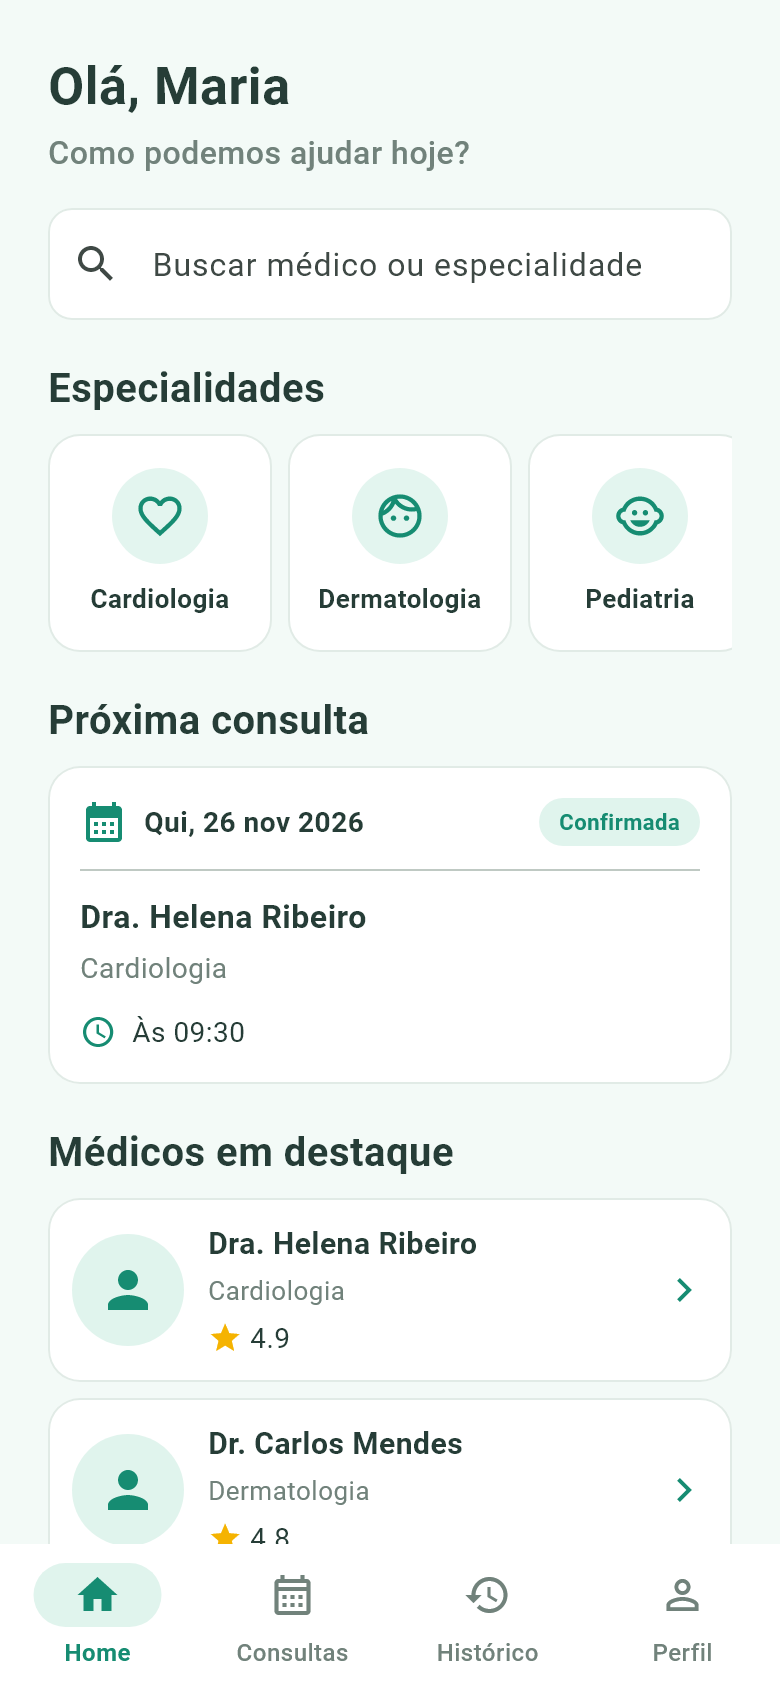 Olá, Maria
Como podemos ajudar hoje?
Buscar médico ou especialidade
Especialidades
Cardiologia
Dermatologia
Pediatria
Próxima consulta
Qui, 26 nov 2026
Confirmada
Dra. Helena Ribeiro
Cardiologia
Às 09:30
Médicos em destaque
Dra. Helena Ribeiro
Cardiologia
4.9
Dr. Carlos Mendes
Dermatologia
4.8
Home
Consultas
Histórico
Perfil